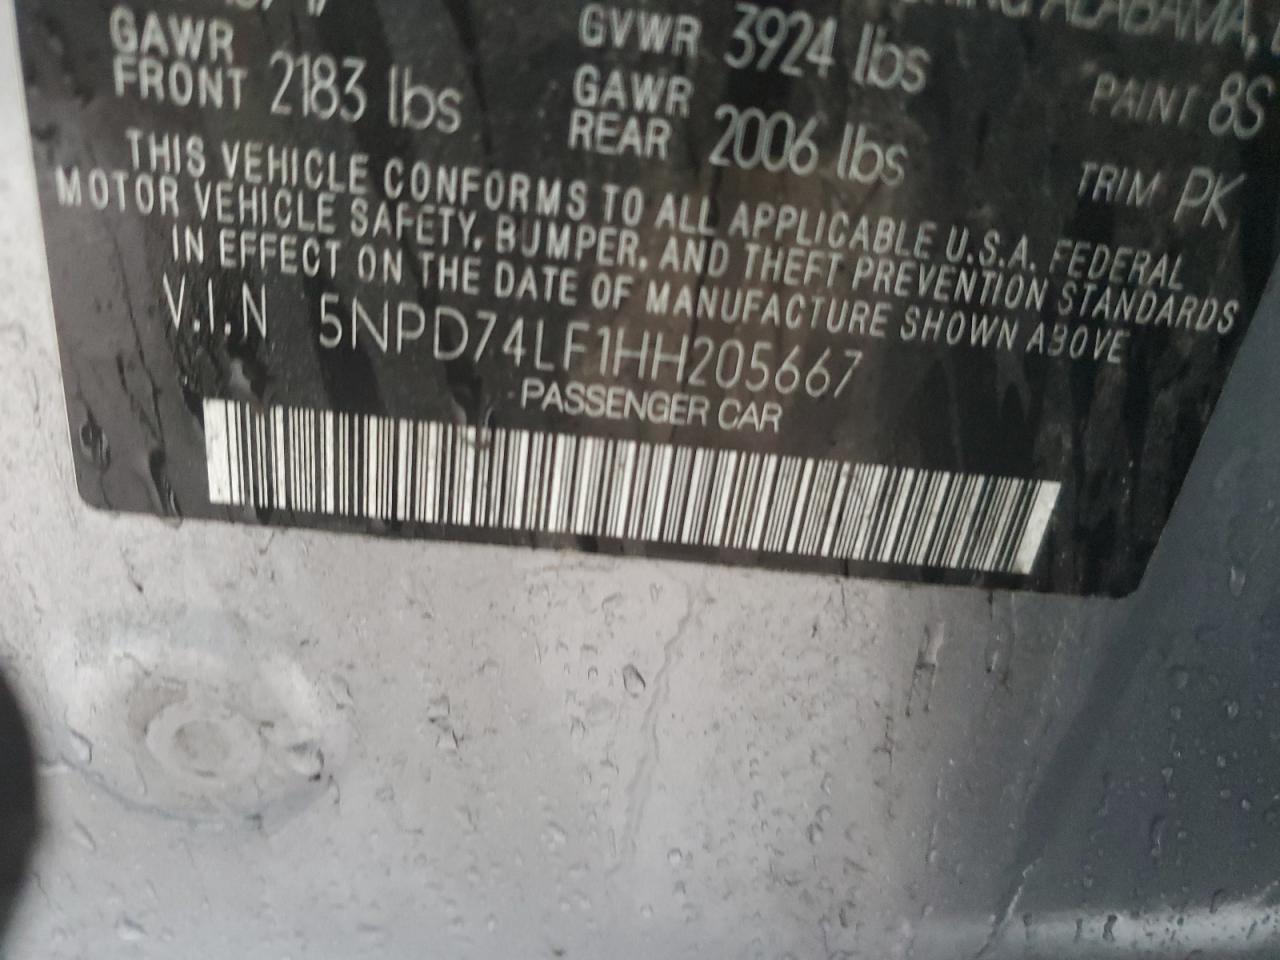 ALABAMA,
GAWR FRONT 2183 lbs
GVWR 3924 lbs
GAWR REAR 2006 lbs
PAINT 8S
TRIM PK
THIS VEHICLE CONFORMS TO ALL APPLICABLE U.S.A. FEDERAL
MOTOR VEHICLE SAFETY, BUMPER, AND THEFT PREVENTION STANDARDS
IN EFFECT ON THE DATE OF MANUFACTURE SHOWN ABOVE
V.I.N 5NPD74LF1HH205667
PASSENGER CAR